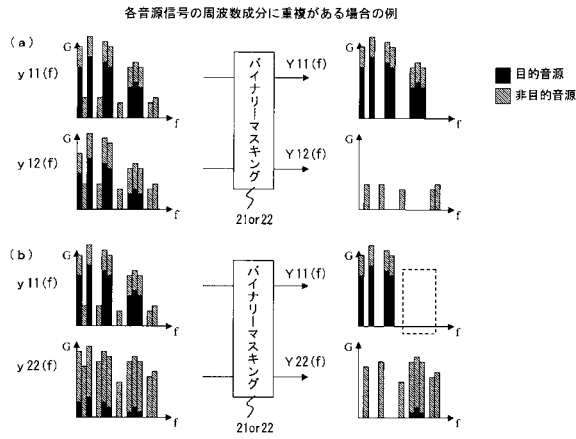 各音源信号の周波数成分に重複がある場合の例
(a)
G
y11(f)
f
G
y12(f)
f
バイナリーマスキング
21or22
Y11(f)
Y12(f)
G
f
G
f
目的音源
非目的音源
(b)
G
y11(f)
f
G
y22(f)
f
バイナリーマスキング
21or22
Y11(f)
Y22(f)
G
f
G
f